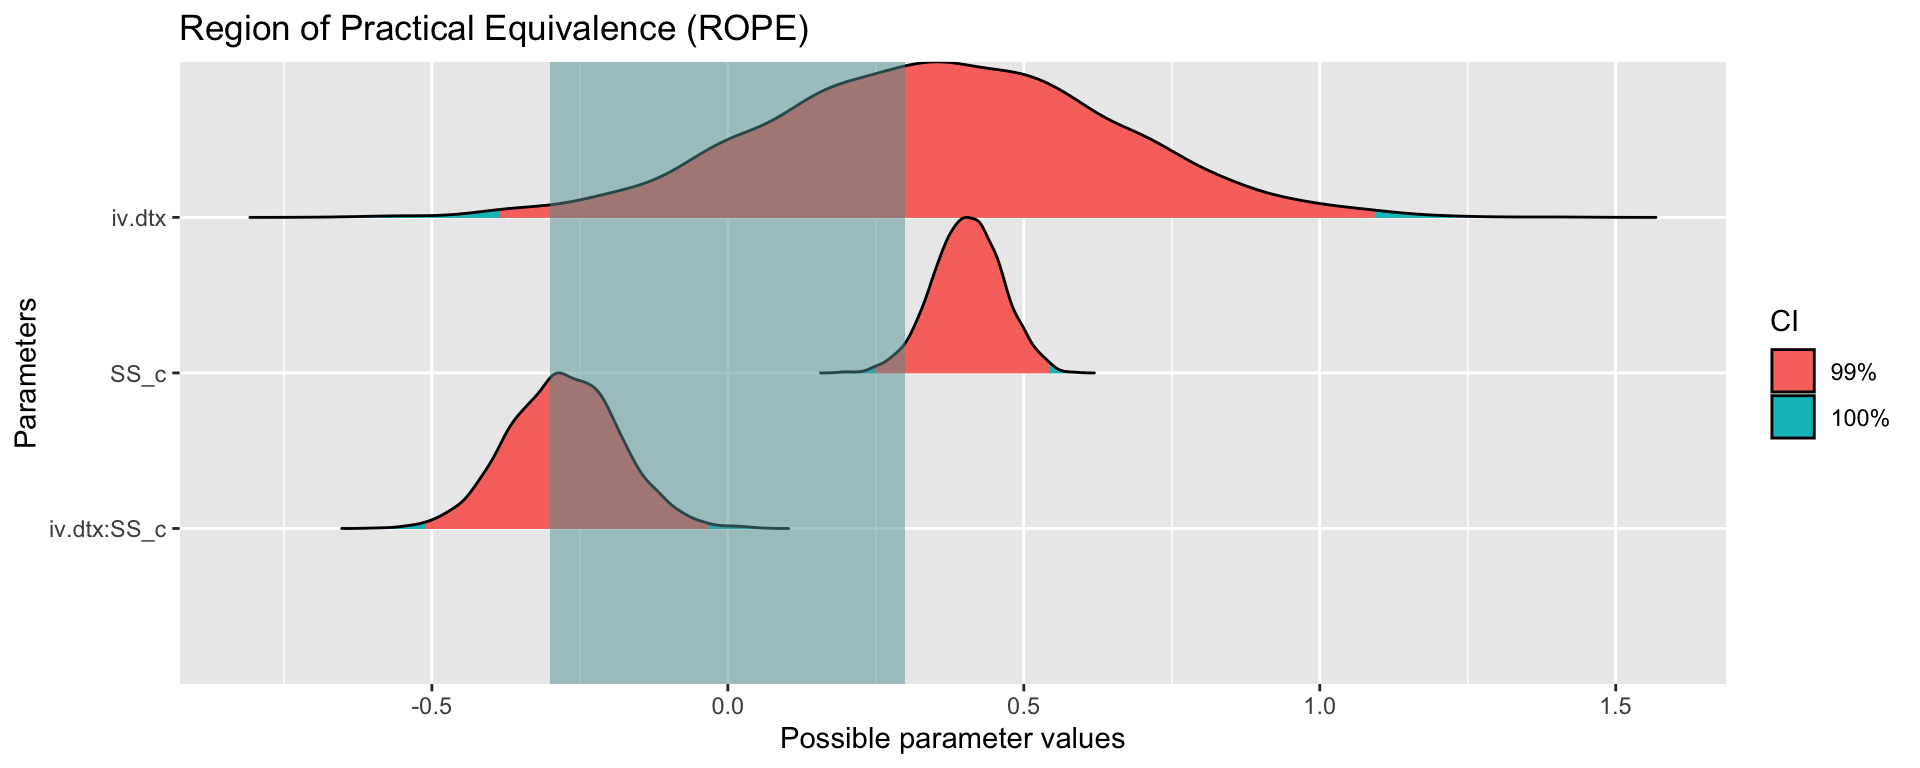 Region of Practical Equivalence (ROPE)
Parameters
iv.dtx
SS_c
iv.dtx:SS_c
-0.5
0.0
0.5
1.0
1.5
Possible parameter values
CI
99%
100%